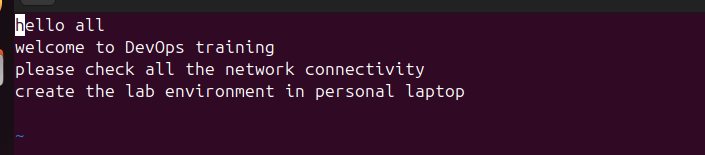 hello all
welcome to DevOps training
please check all the network connectivity
create the lab environment in personal laptop
~